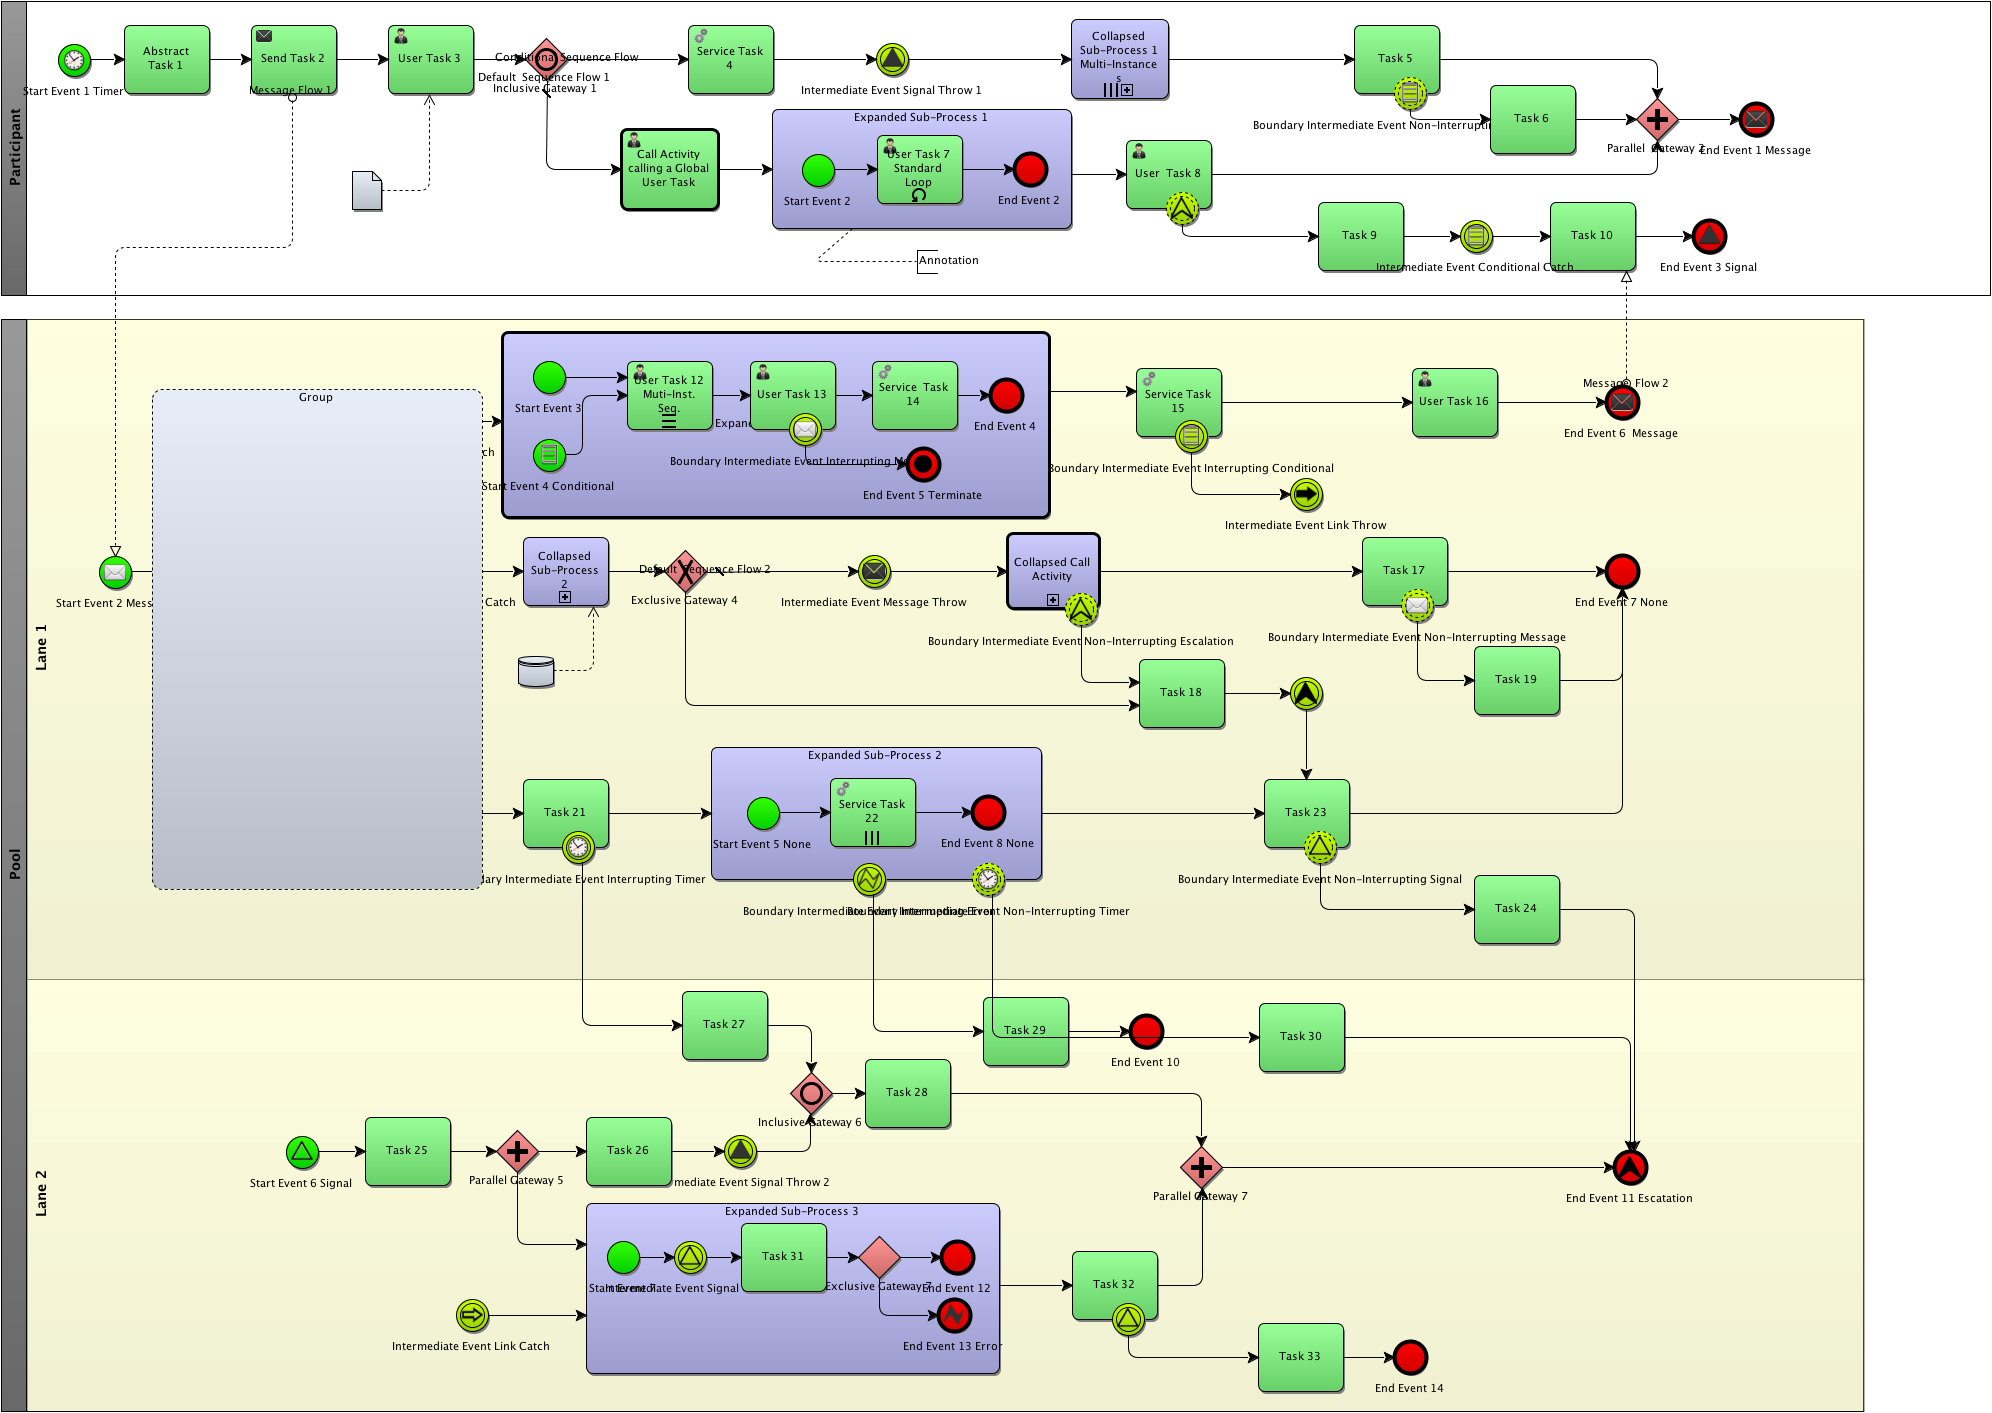 Participant
Start Event 1 Timer
Abstract
Task 1
Send Task 2
Message Flow 1
User Task 3
Conditional Sequence Flow
Default  Sequence Flow 1
Inclusive Gateway 1
Service Task
4
Intermediate Event Signal Throw 1
Collapsed
Sub-Process 1
Multi-Instance
s
Task 5
Boundary Intermediate Event Non-Interrupti
Task 6
Parallel  Gateway 2
End Event 1 Message
Call Activity
calling a Global
User Task
Expanded Sub-Process 1
Start Event 2
User Task 7
Standard
Loop
End Event 2
User  Task 8
Annotation
Task 9
Intermediate Event Conditional Catch
Task 10
End Event 3 Signal
Pool
Lane 1
Group
Start Event 2 Mess
ch
Start Event 3
Start Event 4 Conditional
User Task 12
Muti-Inst.
Seq.
Expand
User Task 13
Boundary Intermediate Event Interrupting Me
Service  Task
14
End Event 4
End Event 5 Terminate
Service Task
15
Boundary Intermediate Event Interrupting Conditional
Intermediate Event Link Throw
User Task 16
Message Flow 2
End Event 6  Message
Catch
Collapsed
Sub-Process
2
Default  Sequence Flow 2
Exclusive Gateway 4
Intermediate Event Message Throw
Collapsed Call
Activity
Boundary Intermediate Event Non-Interrupting Escalation
Task 17
Boundary Intermediate Event Non-Interrupting Message
End Event 7 None
Task 18
Task 19
Task 21
dary Intermediate Event Interrupting Timer
Expanded Sub-Process 2
Start Event 5 None
Service Task
22
End Event 8 None
Boundary Intermediate Event Interrupting Error
Boundary Intermediate Event Non-Interrupting Timer
Task 23
Boundary Intermediate Event Non-Interrupting Signal
Task 24
Lane 2
Task 27
Task 29
End Event 10
Task 30
Inclusive Gateway 6
Task 28
Start Event 6 Signal
Task 25
Parallel Gateway 5
Task 26
mediate Event Signal Throw 2
Parallel Gateway 7
End Event 11 Escatation
Expanded Sub-Process 3
Start Event 7
Intermediate Event Signal
Task 31
Exclusive Gateway 7
End Event 12
End Event 13 Error
Intermediate Event Link Catch
Task 32
Task 33
End Event 14